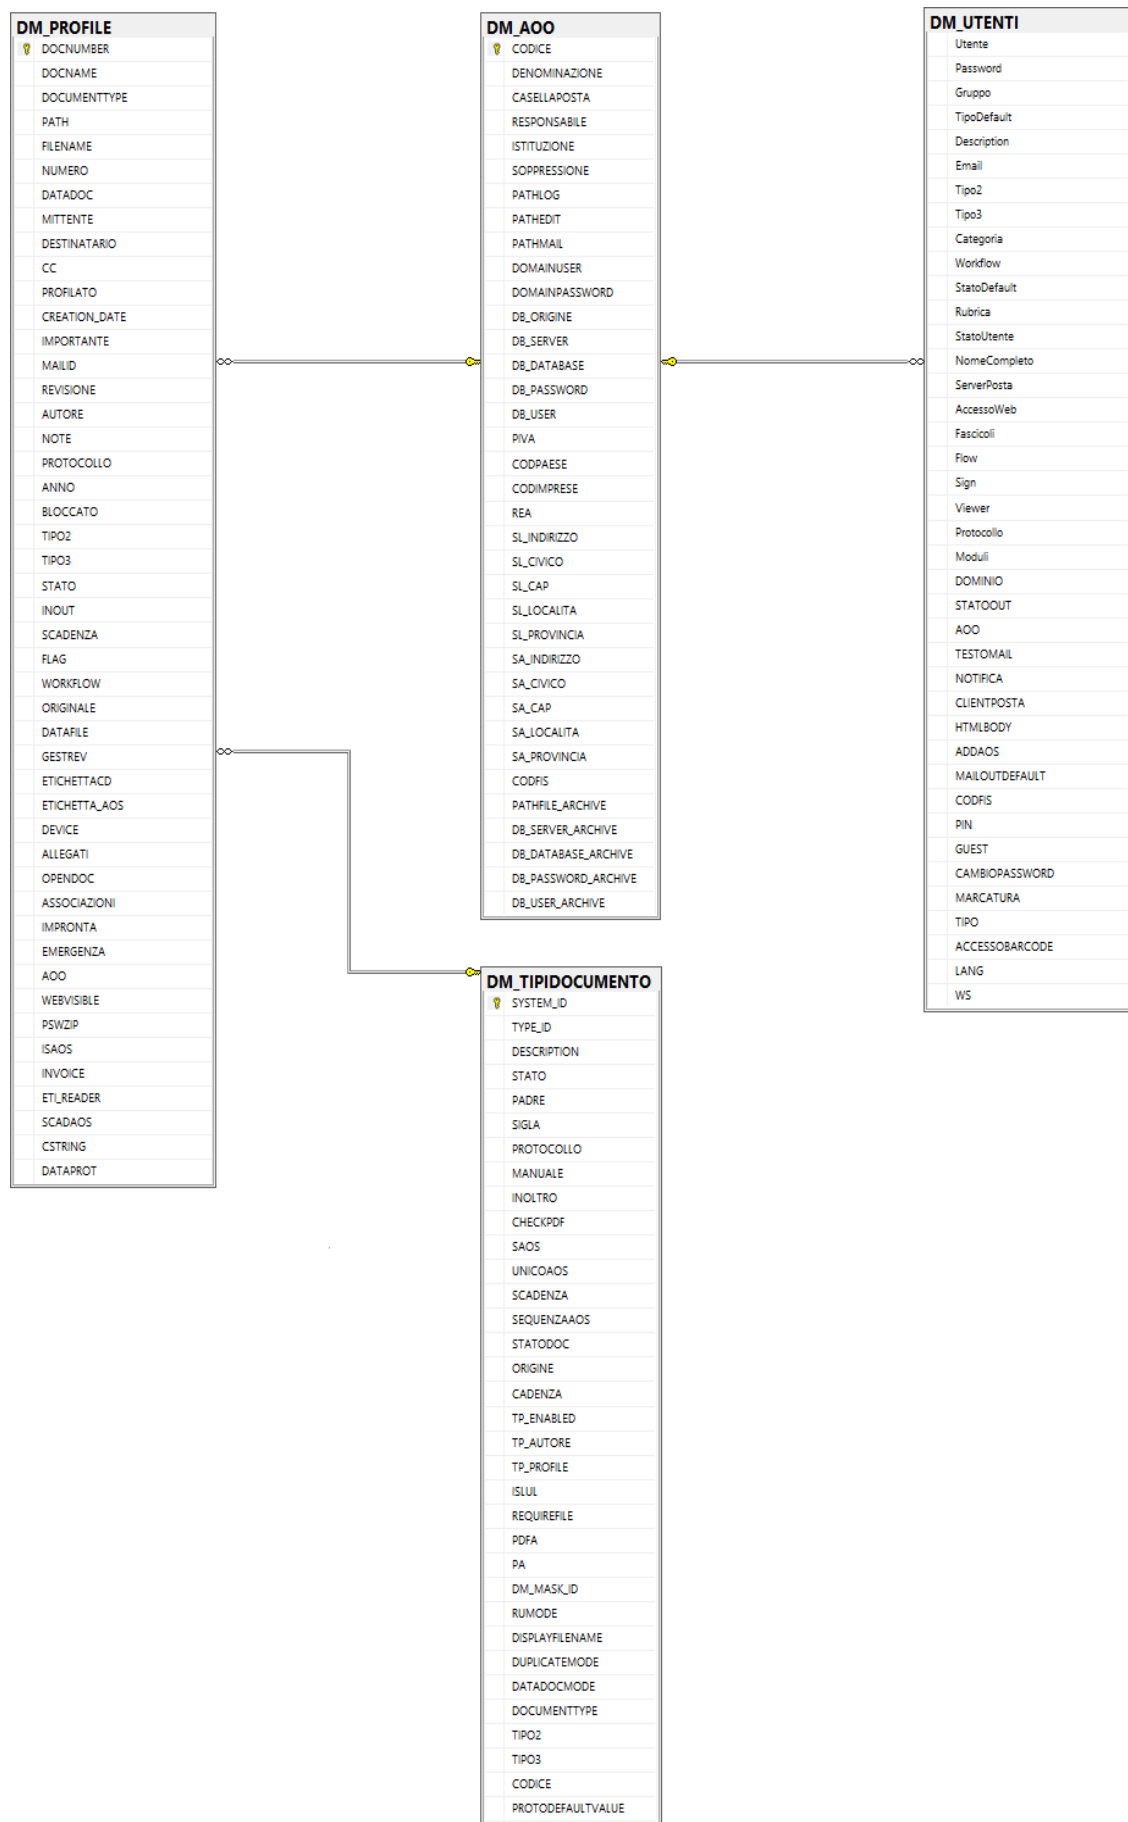 DM_PROFILE
DOCNUMBER
DOCNAME
DOCUMENTTYPE
PATH
FILENAME
NUMERO
DATADOC
MITTENTE
DESTINATARIO
CC
PROFILATO
CREATION_DATE
IMPORTANTE
MAILID
REVISIONE
AUTORE
NOTE
PROTOCOLLO
ANNO
BLOCCATO
TIPO2
TIPO3
STATO
INOUT
SCADENZA
FLAG
WORKFLOW
ORIGINALE
DATAFILE
GESTREV
ETICHETTACD
ETICHETTA_AOS
DEVICE
ALLEGATI
OPENDOC
ASSOCIAZIONI
IMPRONTA
EMERGENZA
AOO
WEBVISIBLE
PSWZIP
ISAOS
INVOICE
ETI_READER
SCADAOS
CSTRING
DATAPROT
DM_AOO
CODICE
DENOMINAZIONE
CASELLAPOSTA
RESPONSABILE
ISTITUZIONE
SOPPRESSIONE
PATHLOG
PATHEDIT
PATHMAIL
DOMAINUSER
DOMAINPASSWORD
DB_ORIGINE
DB_SERVER
DB_DATABASE
DB_PASSWORD
DB_USER
PIVA
CODPAESE
CODIMPRESE
REA
SL_INDIRIZZO
SL_CIVICO
SL_CAP
SL_LOCALITA
SL_PROVINCIA
SA_INDIRIZZO
SA_CIVICO
SA_CAP
SA_LOCALITA
SA_PROVINCIA
CODFIS
PATHFILE_ARCHIVE
DB_SERVER_ARCHIVE
DB_DATABASE_ARCHIVE
DB_PASSWORD_ARCHIVE
DB_USER_ARCHIVE
DM_TIPIDOCUMENTO
SYSTEM_ID
TYPE_ID
DESCRIPTION
STATO
PADRE
SIGLA
PROTOCOLLO
MANUALE
INOLTRO
CHECKPDF
SAOS
UNICOAOS
SCADENZA
SEQUENZAAOS
STATODOC
ORIGINE
CADENZA
TP_ENABLED
TP_AUTORE
TP_PROFILE
ISLUL
REQUIREFILE
PDFA
PA
DM_MASK_ID
RUMODE
DISPLAYFILENAME
DUPLICATEMODE
DATADOCMODE
DOCUMENTTYPE
TIPO2
TIPO3
CODICE
PROTODEFAULTVALUE
DM_UTENTI
Utente
Password
Gruppo
TipoDefault
Description
Email
Tipo2
Tipo3
Categoria
Workflow
StatoDefault
Rubrica
StatoUtente
NomeCompleto
ServerPosta
AccessoWeb
Fascicoli
Flow
Sign
Viewer
Protocollo
Moduli
DOMINIO
STATOOUT
AOO
TESTOMAIL
NOTIFICA
CLIENTPOSTA
HTMLBODY
ADDAOS
MAILOUTDEFAULT
CODFIS
PIN
GUEST
CAMBIOPASSWORD
MARCATURA
TIPO
ACCESSOBARCODE
LANG
WS